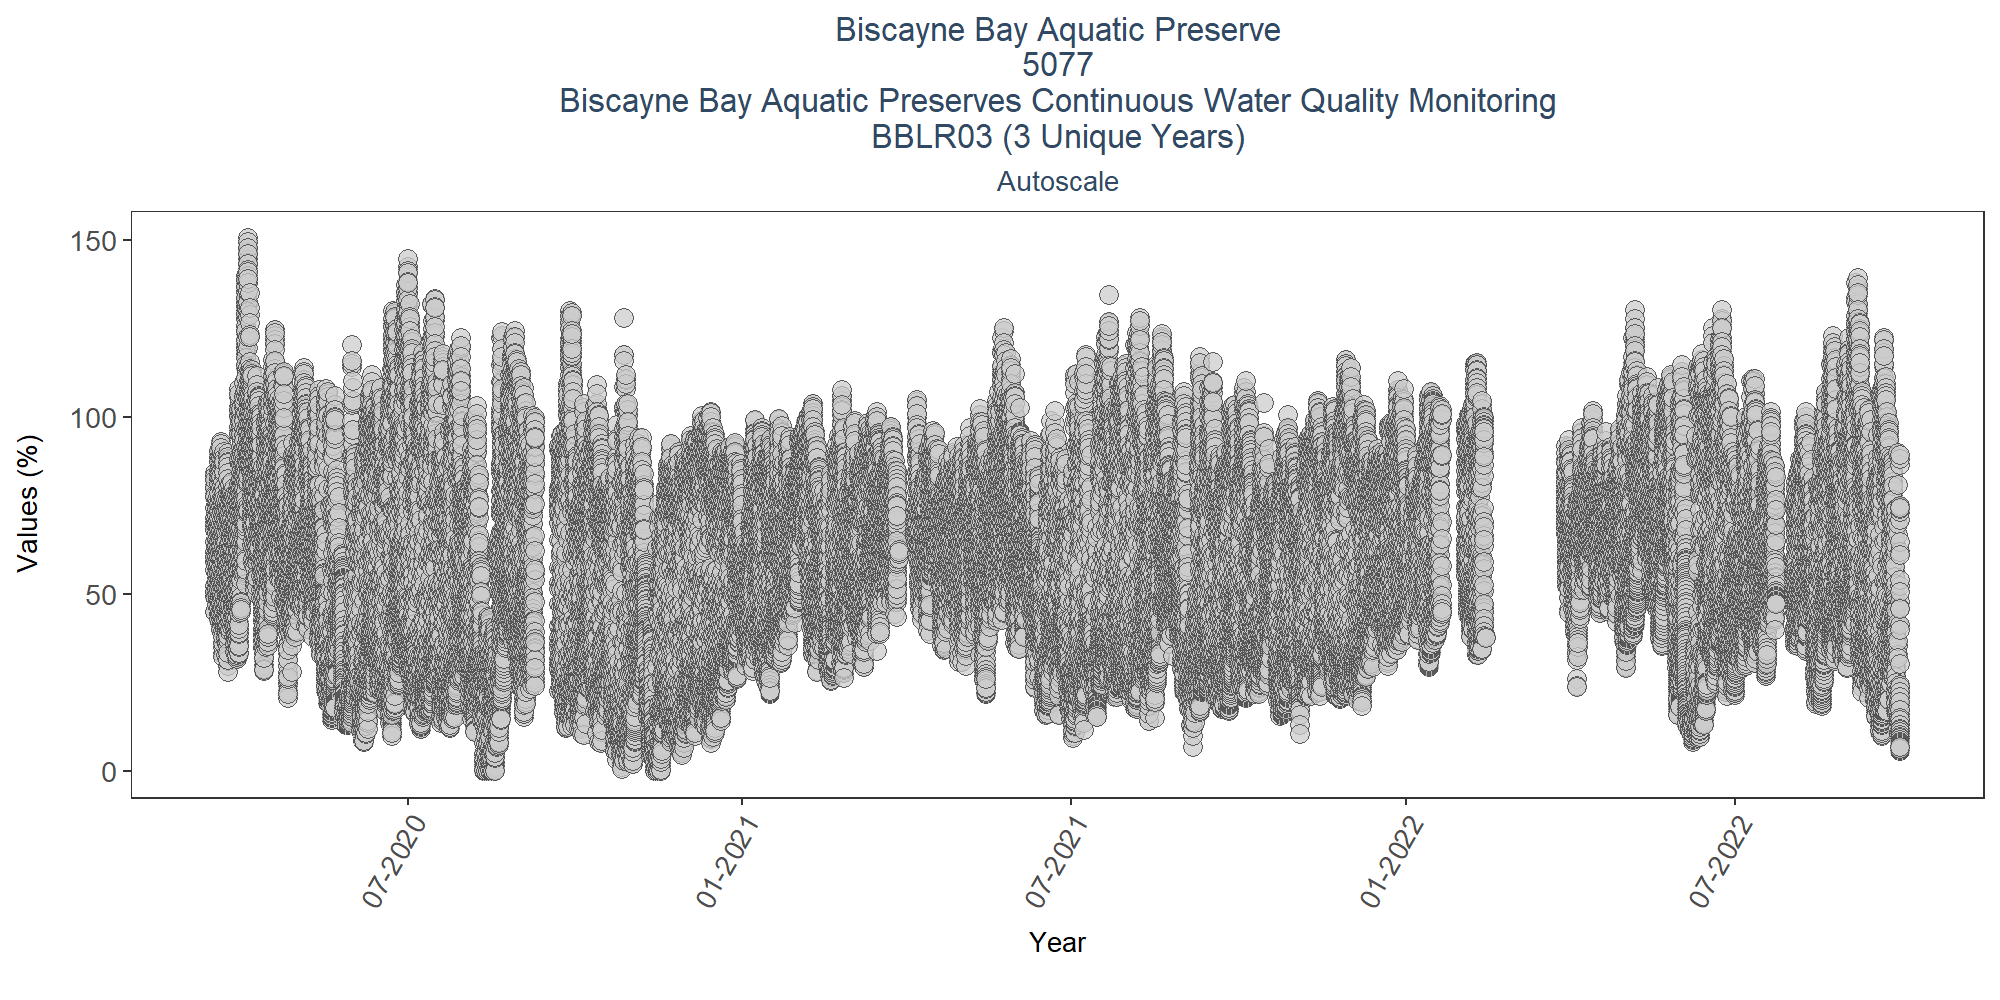 Biscayne Bay Aquatic Preserve
5077
Biscayne Bay Aquatic Preserves Continuous Water Quality Monitoring
BBLR03 (3 Unique Years)
Autoscale
Values (%)
150
100
50
0
07-2020
01-2021
07-2021
01-2022
07-2022
Year